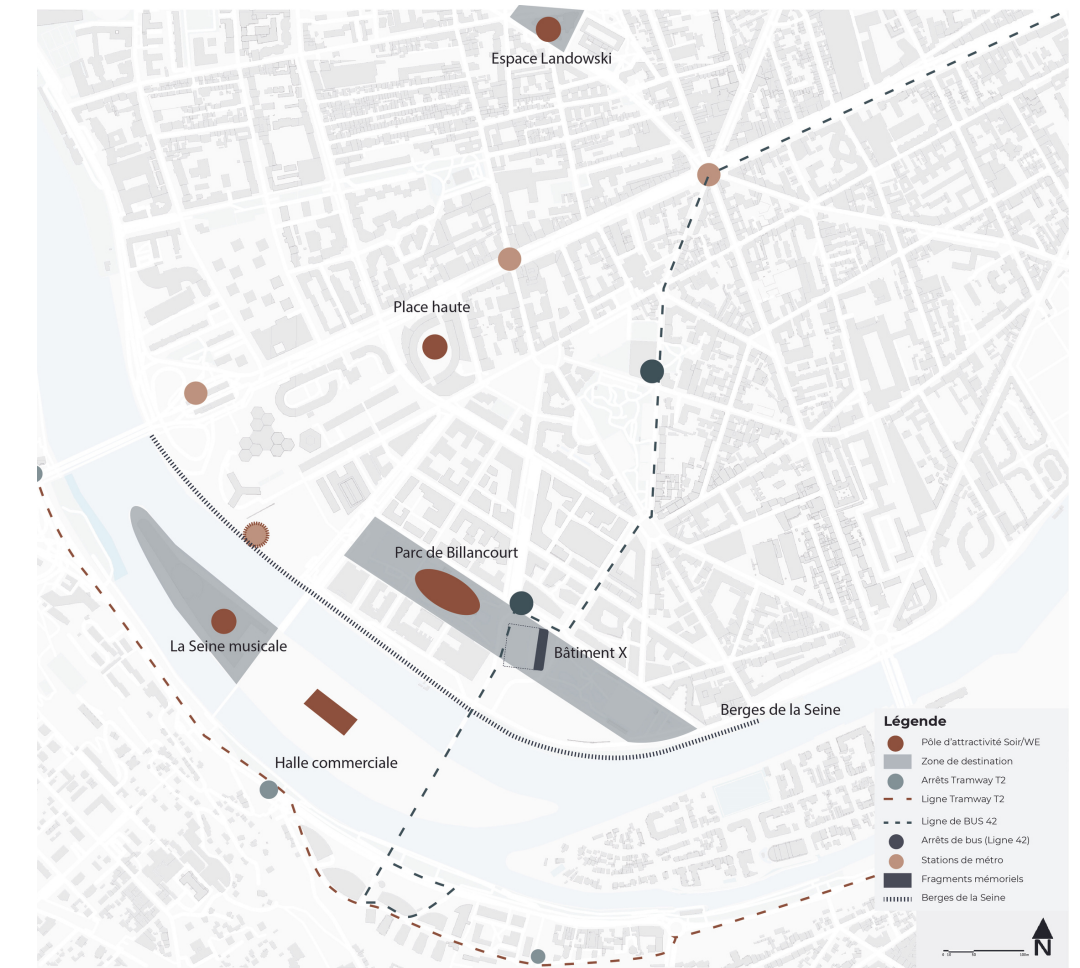 Espace Landowski
Place haute
Parc de Billancourt
La Seine musicale
Bâtiment X
Berges de la Seine
Halle commerciale
Légende
Pôle d'attractivité Soir/WE
Zone de destination
Arrêts Tramway T2
Ligne Tramway T2
Ligne de BUS 42
Arrêts de bus (Ligne 42)
Stations de métro
Fragments mémoriels
Berges de la Seine
N